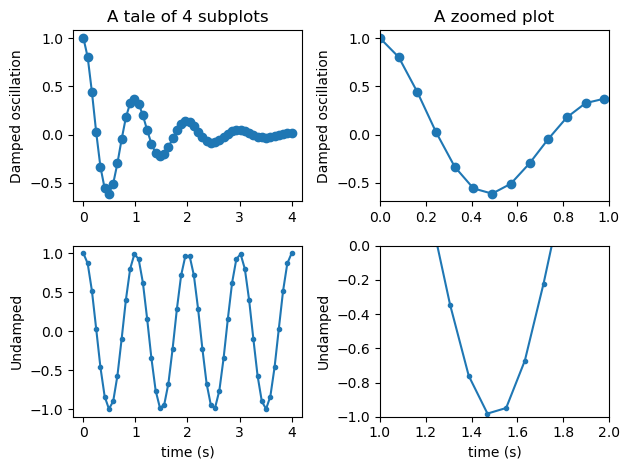 A tale of 4 subplots
Damped oscillation
1.0
0.5
0.0
−0.5
0 1 2 3 4
A zoomed plot
Damped oscillation
1.0
0.5
0.0
−0.5
0.0 0.2 0.4 0.6 0.8 1.0
Undamped
1.0
0.5
0.0
−0.5
−1.0
0 1 2 3 4
time (s)
Undamped
0.0
−0.2
−0.4
−0.6
−0.8
−1.0
1.0 1.2 1.4 1.6 1.8 2.0
time (s)